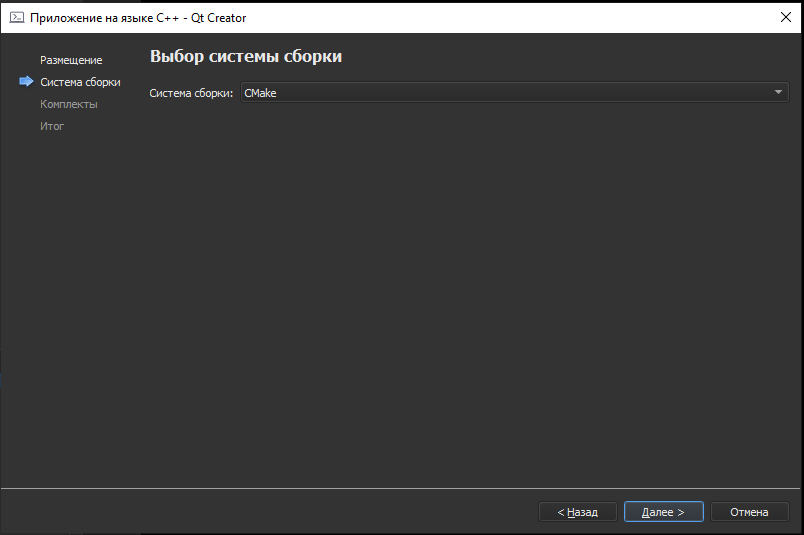 Приложение на языке C++ - Qt Creator
Размещение
Система сборки
Комплекты
Итог
Выбор системы сборки
Система сборки: CMake
< Назад
Далее >
Отмена